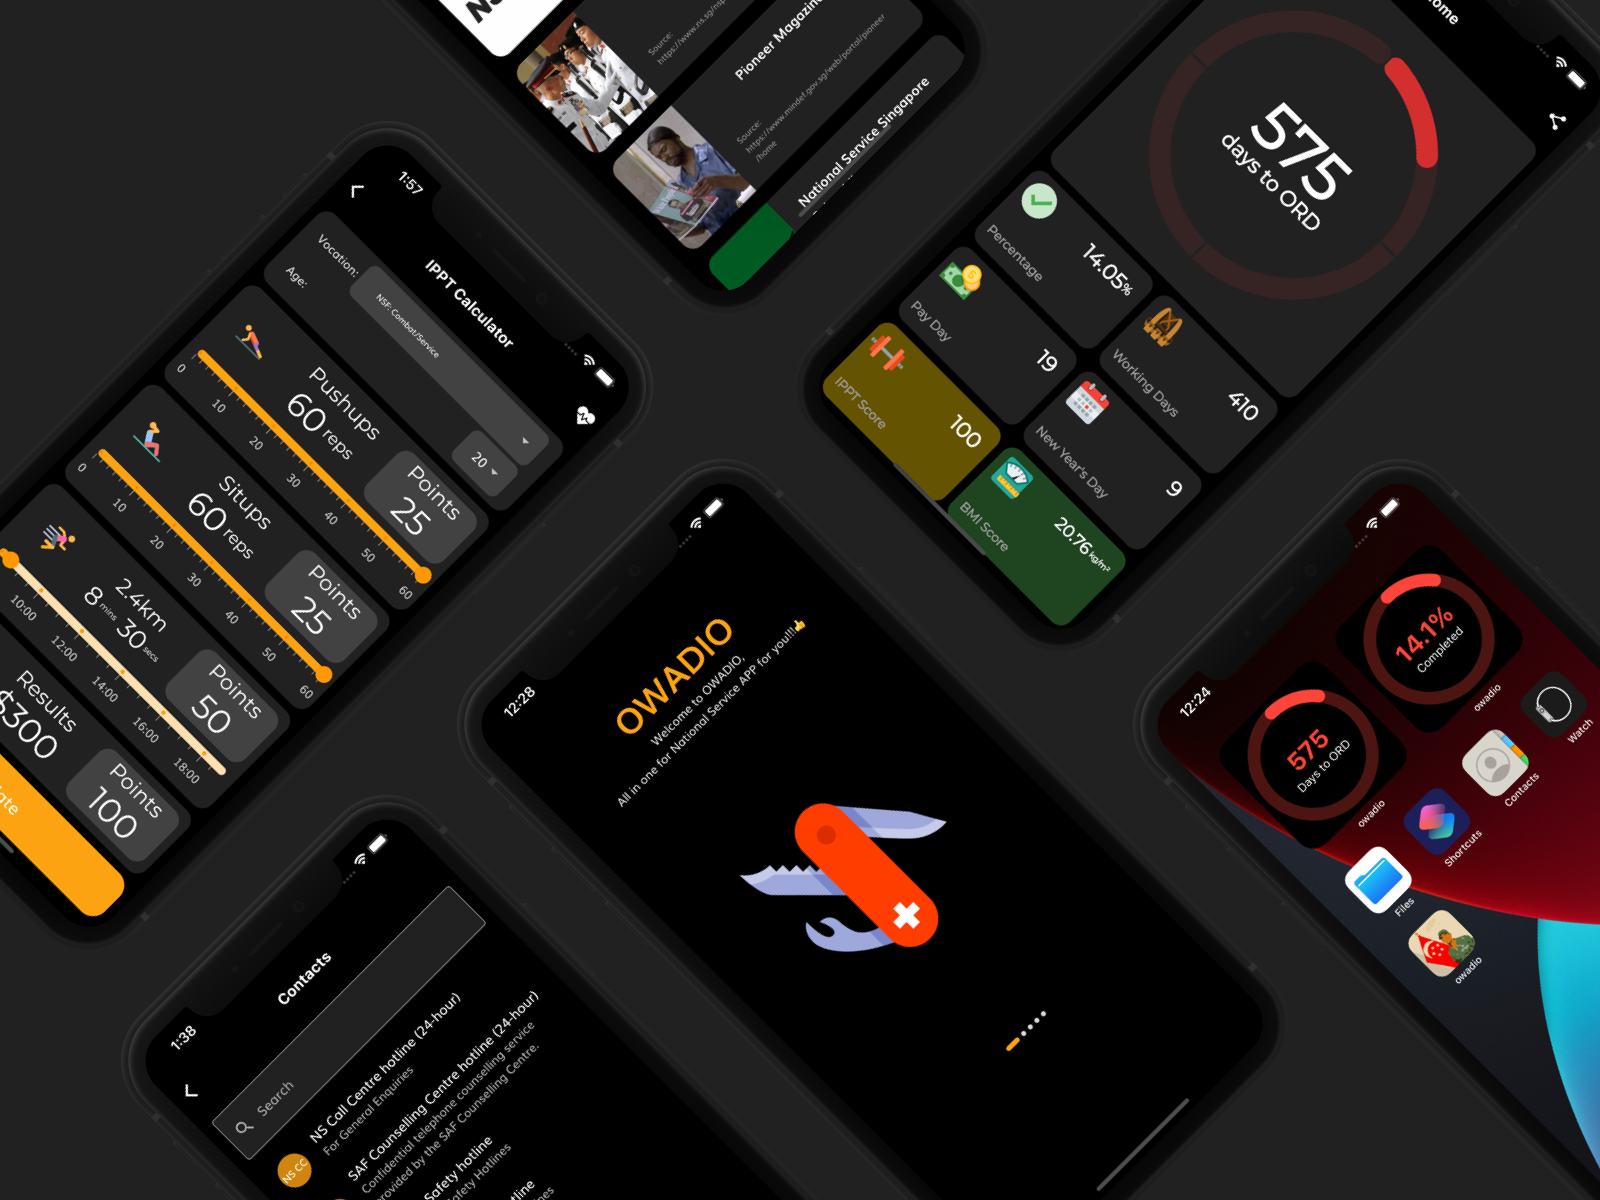 1:57
IPPT Calculator
Vocation:
NSF: Combat/Service
Age:
20
Pushups
60 reps
Points
25
0
10
20
30
40
50
60
Situps
60 reps
Points
25
0
10
20
30
40
50
60
2.4km
8 mins 30 secs
Points
50
10:00
12:00
14:00
16:00
18:00
Results
$300
Points
100
Source:
https://www.ns.sg/nsp
Pioneer Magazin
Source:
https://www.mindef.gov.sg/web/portal/pioneer
/home
National Service Singapore
ome
575
days to ORD
Percentage
14.05%
Working Days
410
Pay Day
19
New Year's Day
9
IPPT Score
100
BMI Score
20.76 kg/m²
12:28
OWADIO
Welcome to OWADIO,
All in one for National Service APP for you!!!👍
1:38
Contacts
Search
NS CC
NS Call Centre hotline (24-hour)
For General Enquiries
SAF Counselling Centre hotline (24-hour)
Confidential telephone counselling service
provided by the SAF Counselling Centre.
Safety hotline
afety Hotlines
tline
nes
12:24
575
Days to ORD
owadio
14.1%
Completed
owadio
Files
Shortcuts
Contacts
Watch
owadio